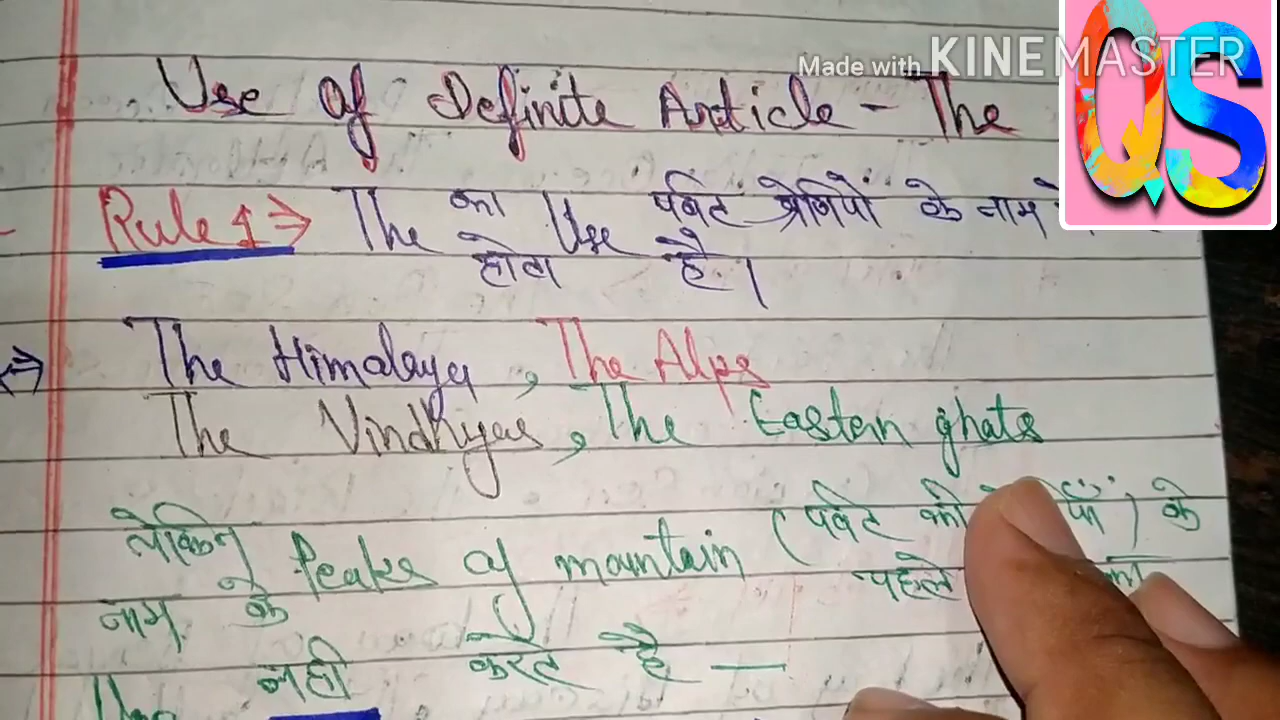 Made with KINEMASTER
QS
Use Of Definite Article - The
Rule 1 ⇒ The का Use पर्वत श्रेणियों के नाम
होता है।
⇒ The Himalaya, The Alps
The Vindhyas, The Eastern ghats
लेकिन Peaks of mountain (पर्वत की ) के
नाम के पहले
Use नही करते है —